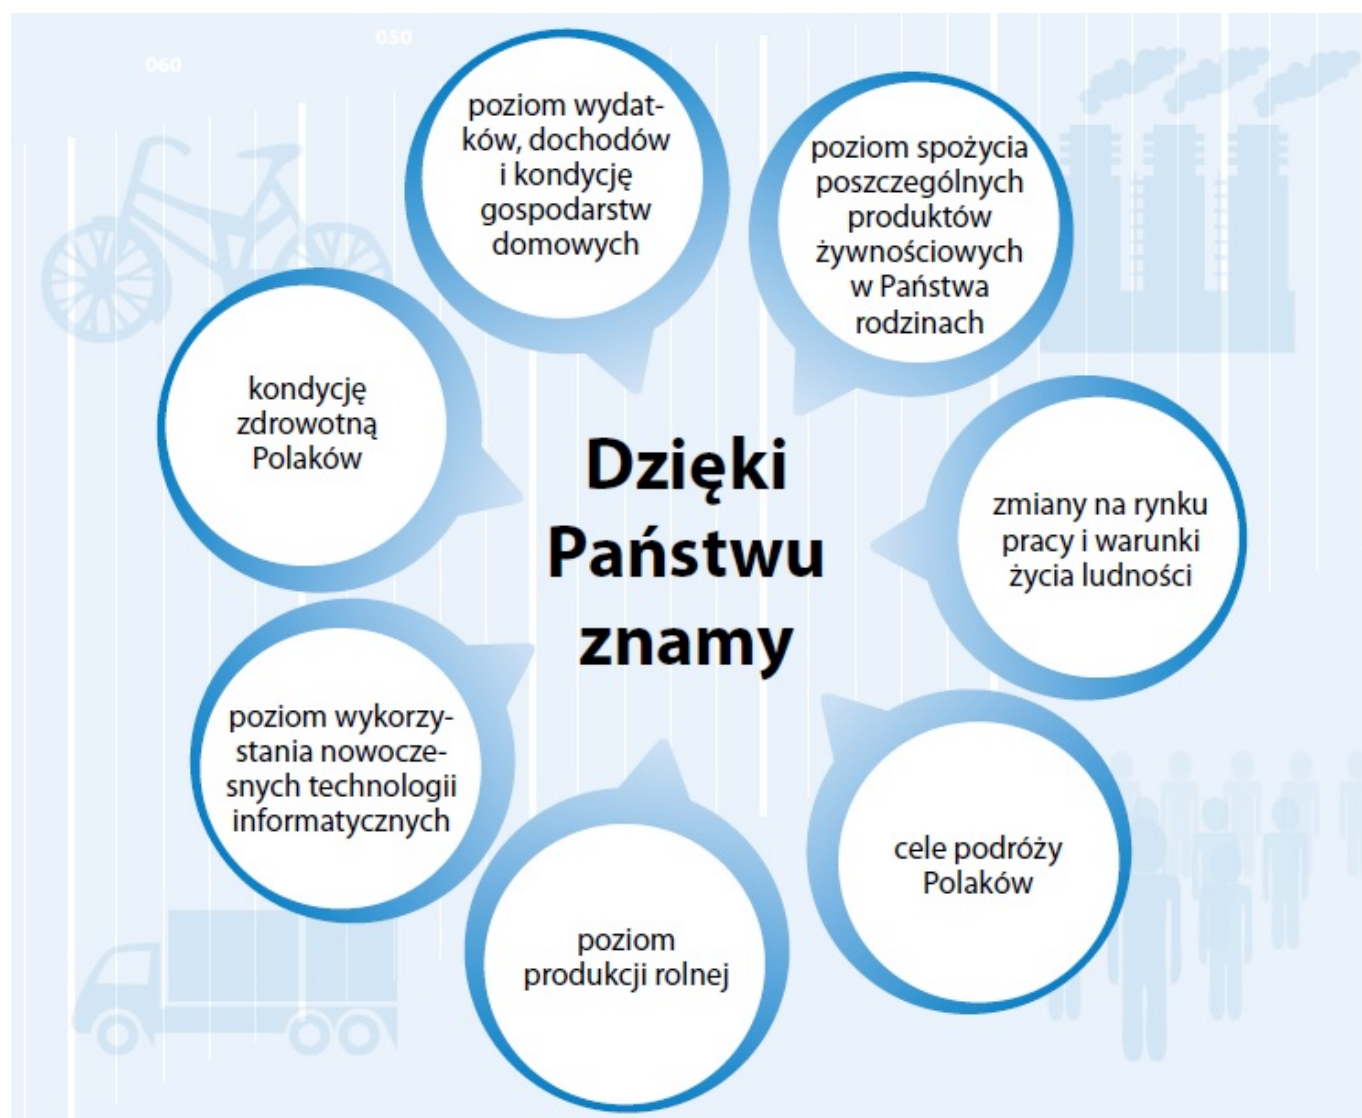 060
050
poziom wydat-
ków, dochodów
i kondycję
gospodarstw
domowych
poziom spożycia
poszczególnych
produktów
żywnościowych
w Państwa
rodzinach
kondycję
zdrowotną
Polaków
Dzięki
Państwu
znamy
zmiany na rynku
pracy i warunki
życia ludności
poziom wykorzy-
stania nowocze-
snych technologii
informatycznych
cele podróży
Polaków
poziom
produkcji rolnej